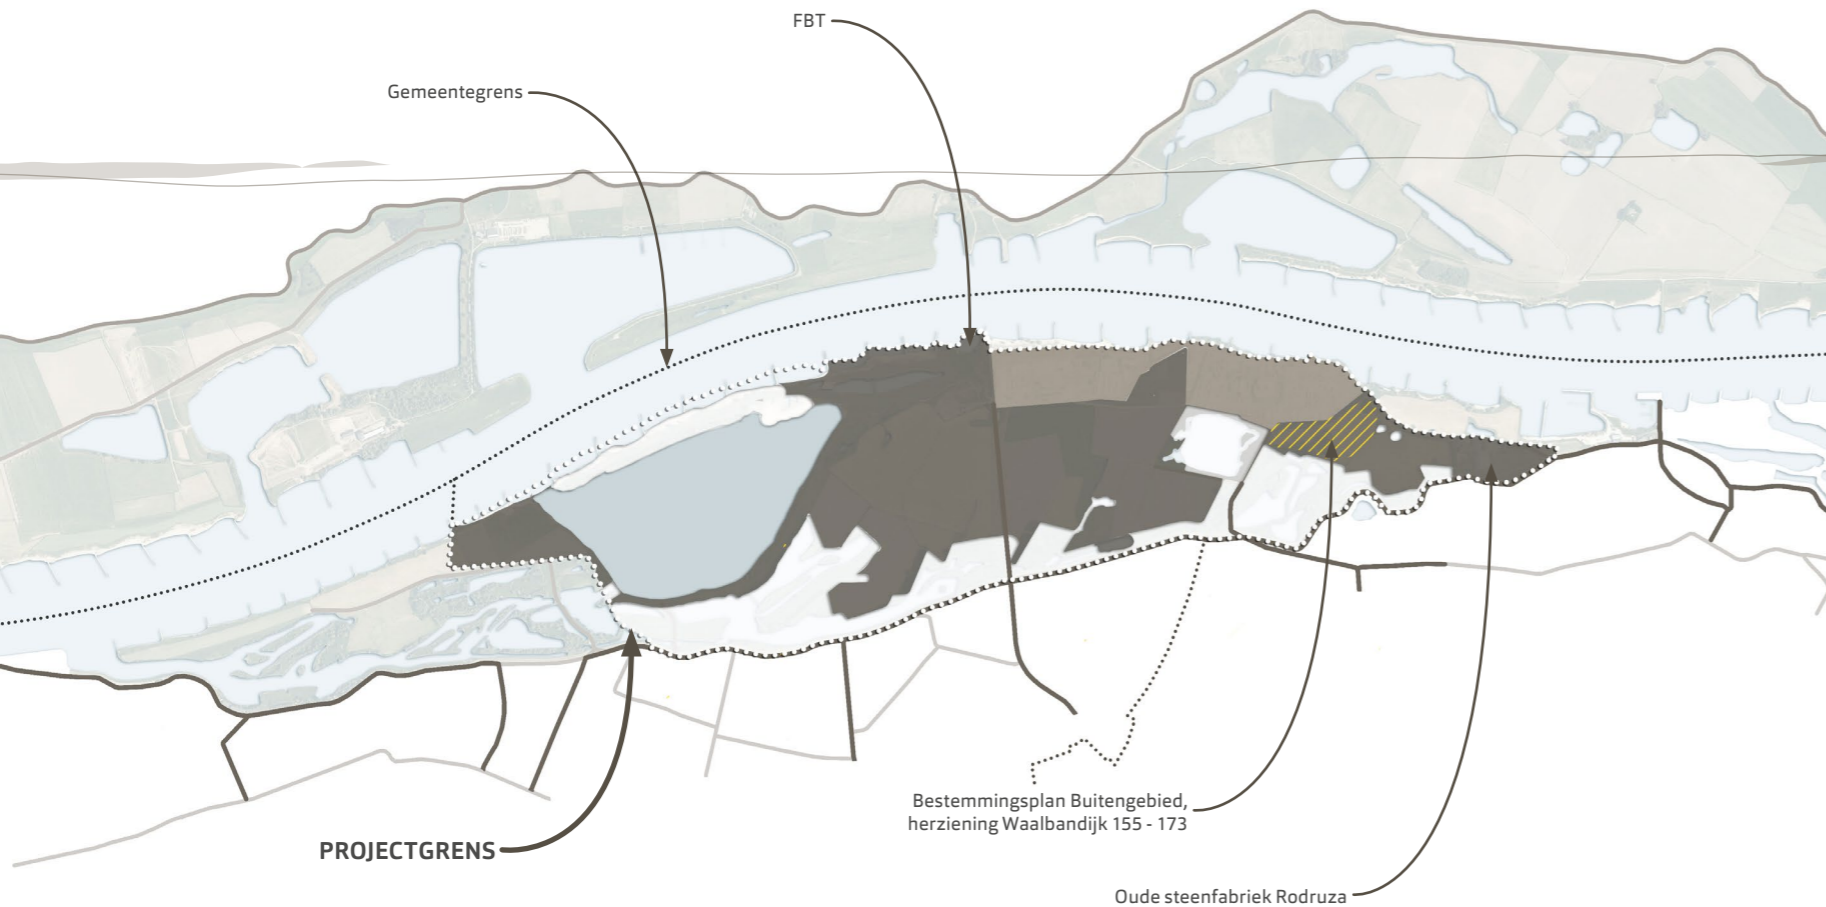 FBT
Gemeentegrens
Bestemmingsplan Buitengebied,
herziening Waalbandijk 155 - 173
PROJECTGRENS
Oude steenfabriek Rodruza